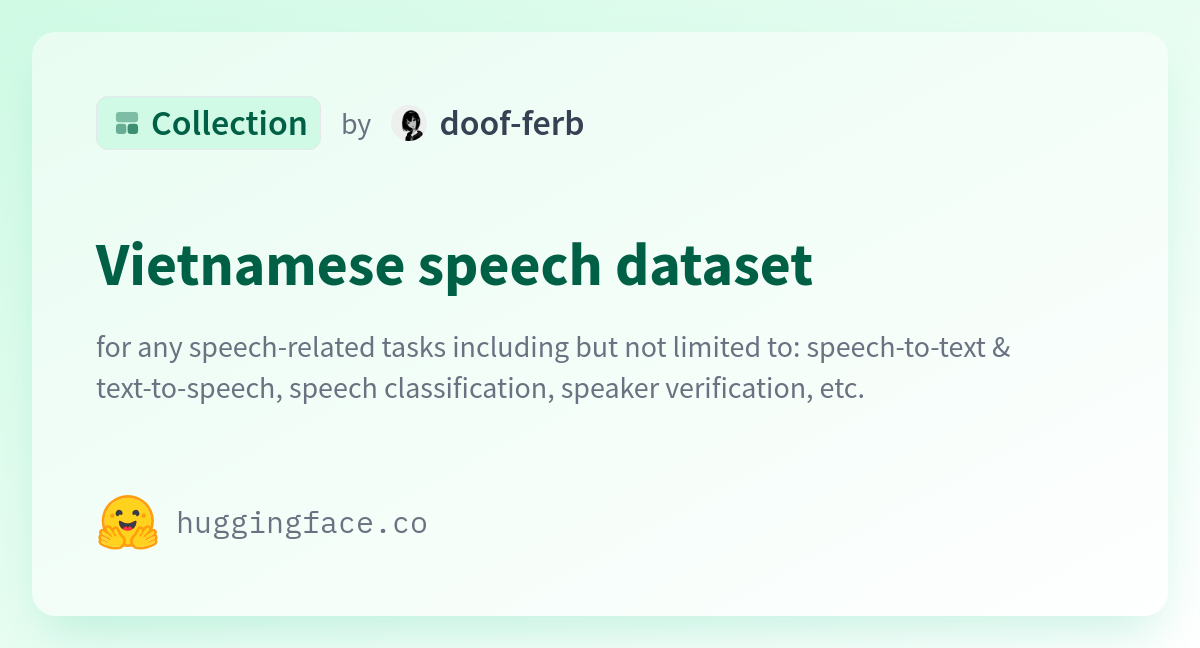 Collection by doof-ferb
Vietnamese speech dataset
for any speech-related tasks including but not limited to: speech-to-text &
text-to-speech, speech classification, speaker verification, etc.
huggingface.co